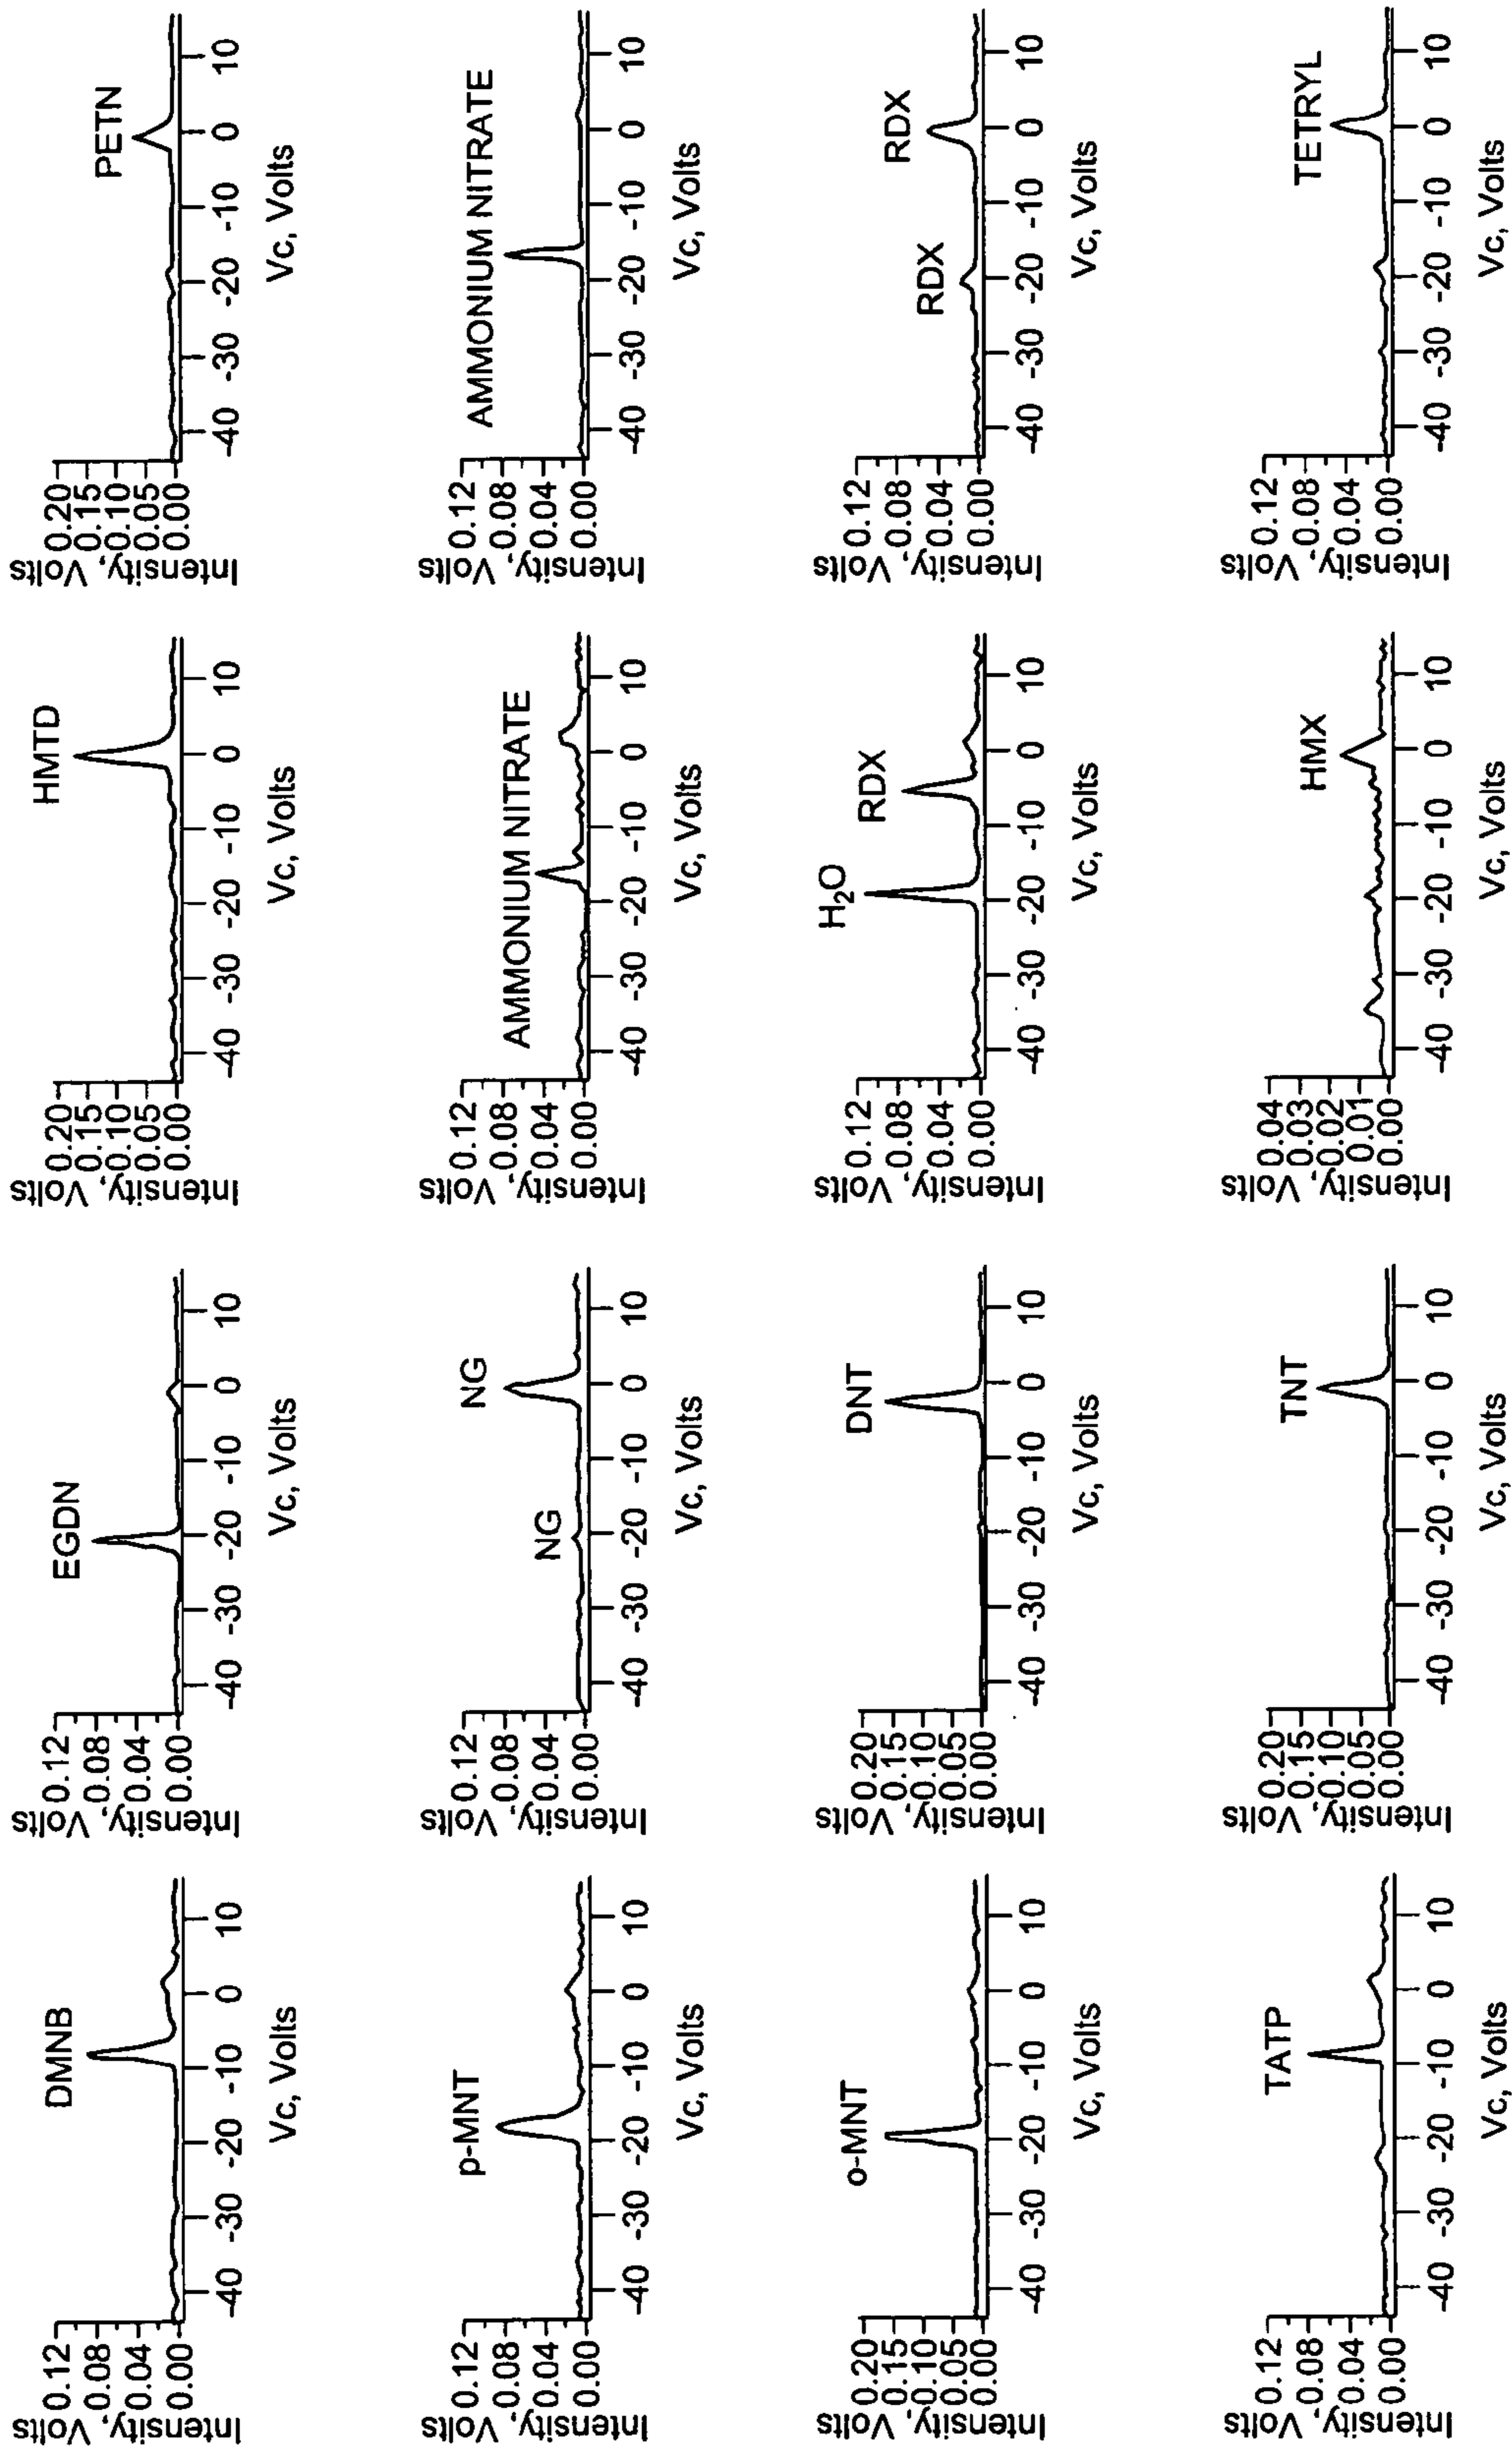 DMNB
Intensity, Volts
0.12
0.08
0.04
0.00
-40 -30 -20 -10 0 10
Vc, Volts
EGDN
Intensity, Volts
0.12
0.08
0.04
0.00
-40 -30 -20 -10 0 10
Vc, Volts
HMTD
Intensity, Volts
0.20
0.15
0.10
0.05
0.00
-40 -30 -20 -10 0 10
Vc, Volts
PETN
Intensity, Volts
0.20
0.15
0.10
0.05
0.00
-40 -30 -20 -10 0 10
Vc, Volts
p-MNT
Intensity, Volts
0.12
0.08
0.04
0.00
-40 -30 -20 -10 0 10
Vc, Volts
NG
NG
Intensity, Volts
0.12
0.08
0.04
0.00
-40 -30 -20 -10 0 10
Vc, Volts
AMMONIUM NITRATE
Intensity, Volts
0.12
0.08
0.04
0.00
-40 -30 -20 -10 0 10
Vc, Volts
AMMONIUM NITRATE
Intensity, Volts
0.12
0.08
0.04
0.00
-40 -30 -20 -10 0 10
Vc, Volts
o-MNT
Intensity, Volts
0.20
0.15
0.10
0.05
0.00
-40 -30 -20 -10 0 10
Vc, Volts
DNT
Intensity, Volts
0.20
0.15
0.10
0.05
0.00
-40 -30 -20 -10 0 10
Vc, Volts
H₂O
RDX
Intensity, Volts
0.12
0.08
0.04
0.00
-40 -30 -20 -10 0 10
Vc, Volts
RDX
RDX
Intensity, Volts
0.12
0.08
0.04
0.00
-40 -30 -20 -10 0 10
Vc, Volts
TATP
Intensity, Volts
0.12
0.08
0.04
0.00
-40 -30 -20 -10 0 10
Vc, Volts
TNT
Intensity, Volts
0.20
0.15
0.10
0.05
0.00
-40 -30 -20 -10 0 10
Vc, Volts
HMX
Intensity, Volts
0.04
0.03
0.02
0.01
0.00
-40 -30 -20 -10 0 10
Vc, Volts
TETRYL
Intensity, Volts
0.12
0.08
0.04
0.00
-40 -30 -20 -10 0 10
Vc, Volts